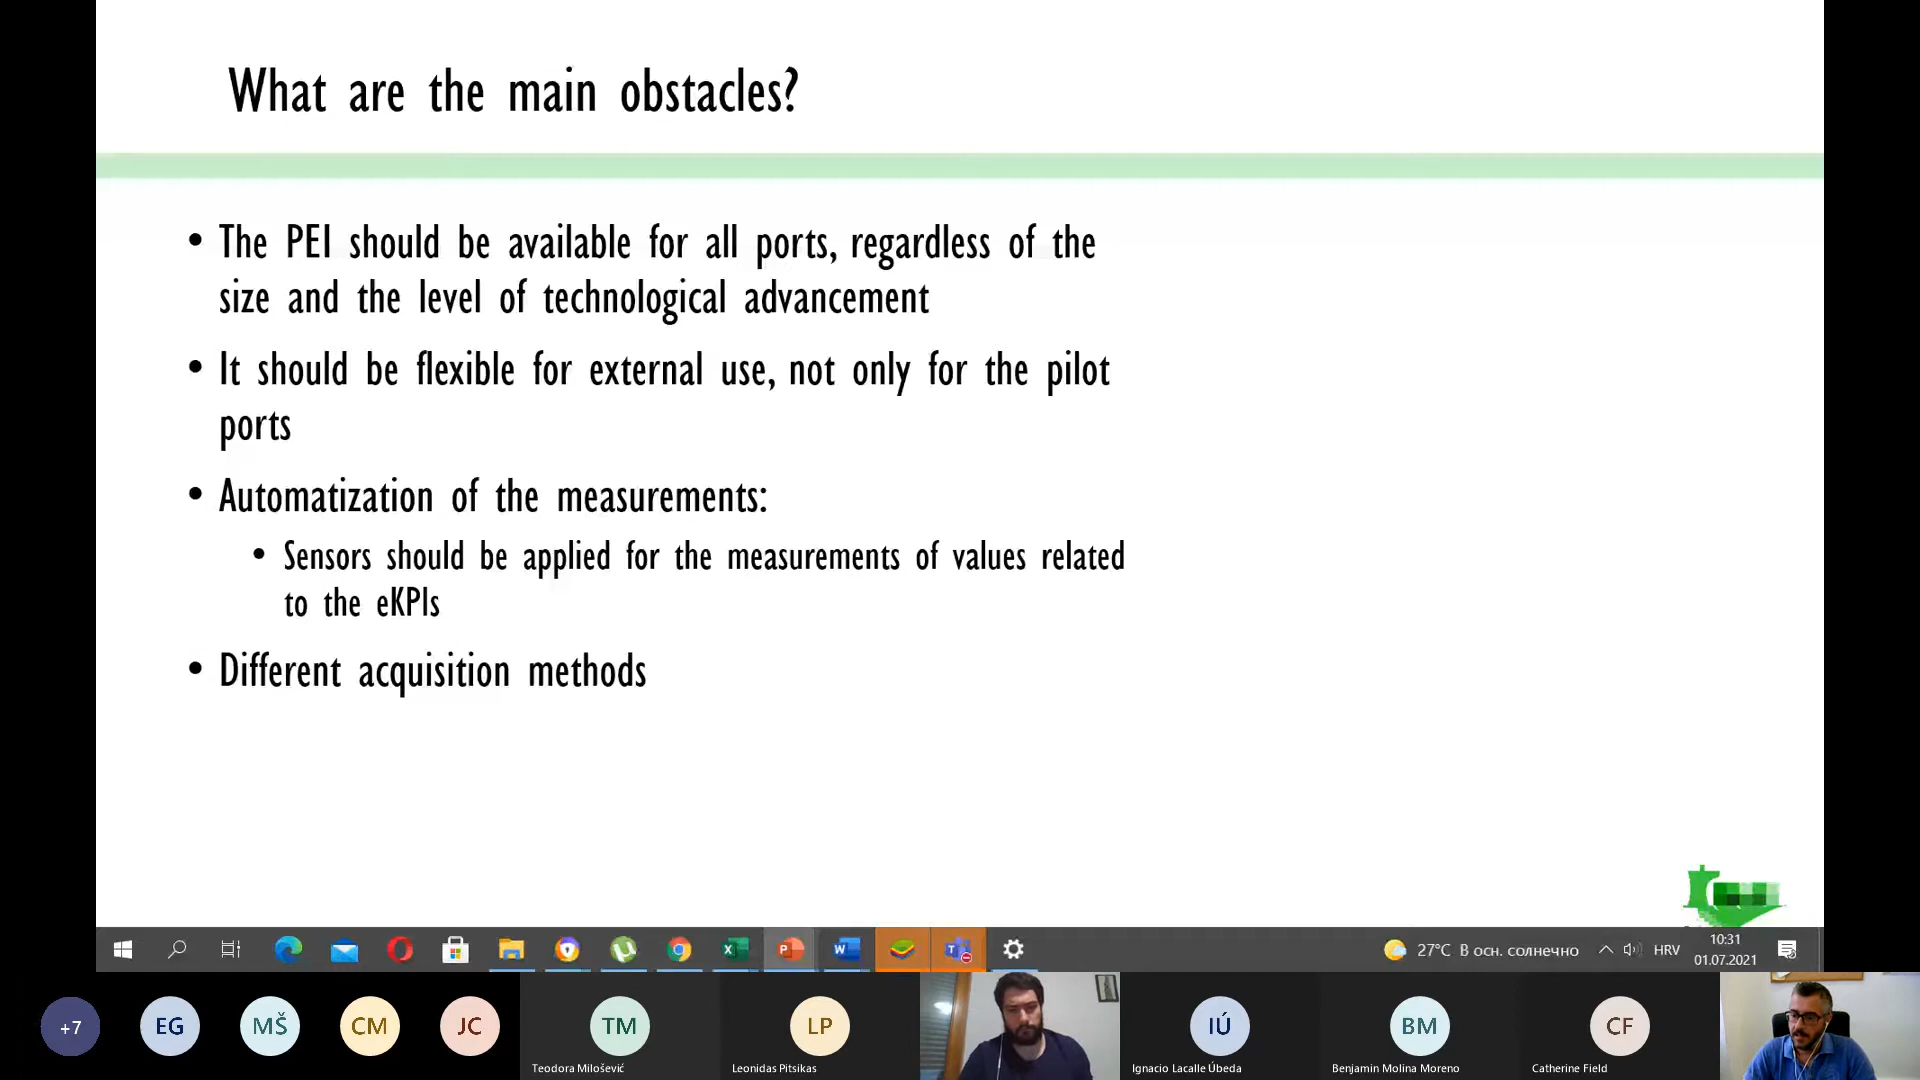 What are the main obstacles?
• The PEI should be available for all ports, regardless of the
size and the level of technological advancement
• It should be flexible for external use, not only for the pilot
ports
• Automatization of the measurements:
• Sensors should be applied for the measurements of values related
to the eKPIs
• Different acquisition methods
27°C В осн. солнечно
HRV
10:31
01.07.2021
+7
EG
MŠ
CM
JC
TM
LP
IÚ
BM
CF
Teodora Milošević
Leonidas Pitsikas
Ignacio Lacalle Úbeda
Benjamin Molina Moreno
Catherine Field